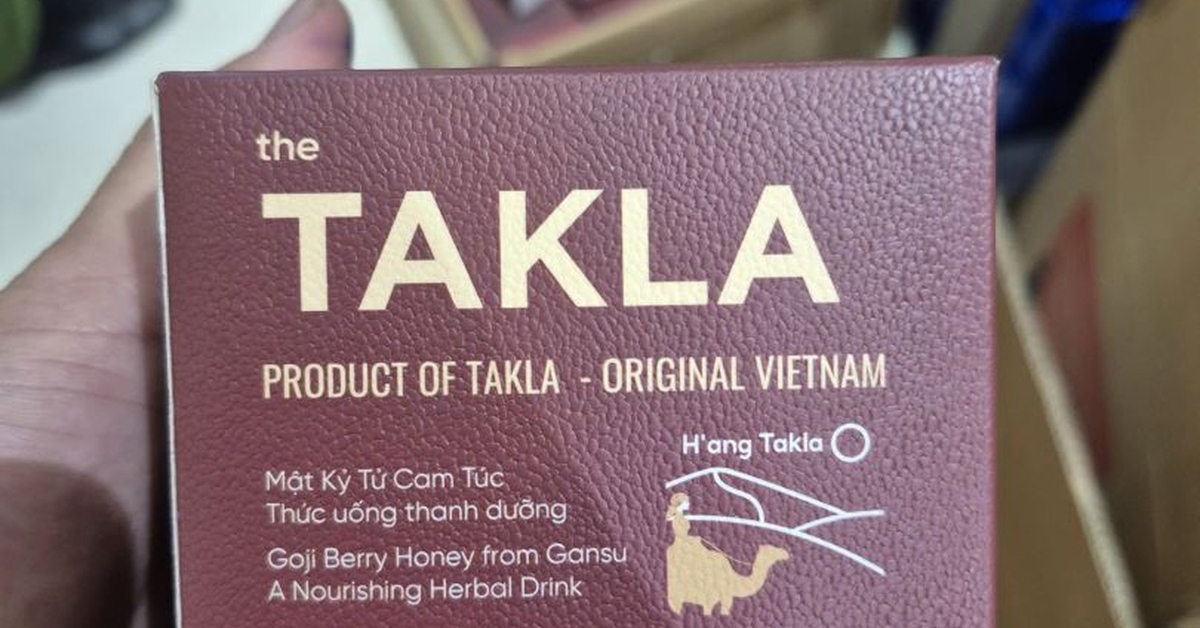 the
TAKLA
PRODUCT OF TAKLA - ORIGINAL VIETNAM
H'ang Takla
Mật Kỷ Tử Cam Túc
Thức uống thanh dưỡng
Goji Berry Honey from Gansu
A Nourishing Herbal Drink